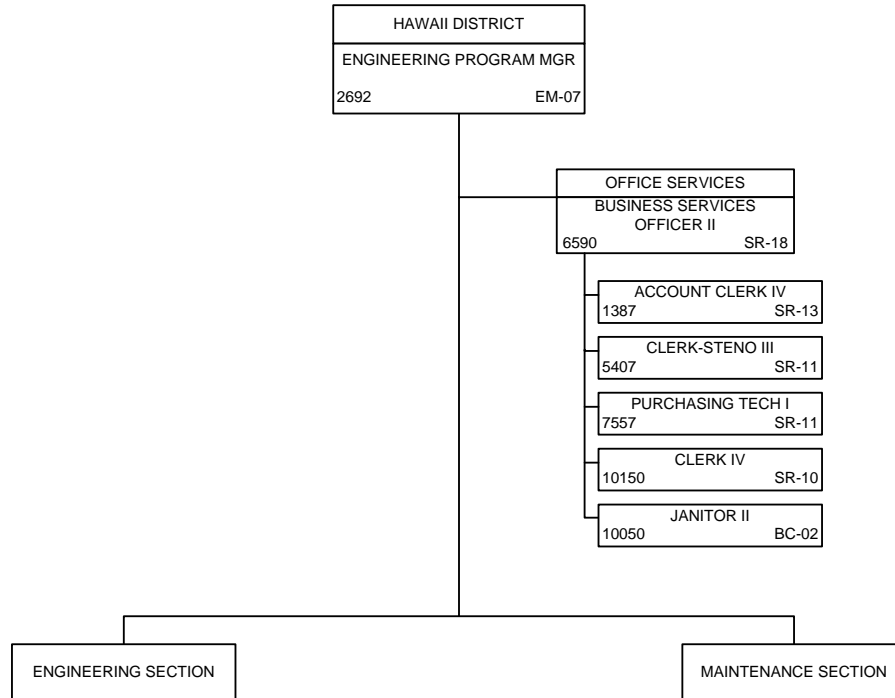 HAWAII DISTRICT
ENGINEERING PROGRAM MGR
2692 EM-07
OFFICE SERVICES
BUSINESS SERVICES
OFFICER II
6590 SR-18
ACCOUNT CLERK IV
1387 SR-13
CLERK-STENO III
5407 SR-11
PURCHASING TECH I
7557 SR-11
CLERK IV
10150 SR-10
JANITOR II
10050 BC-02
ENGINEERING SECTION
MAINTENANCE SECTION